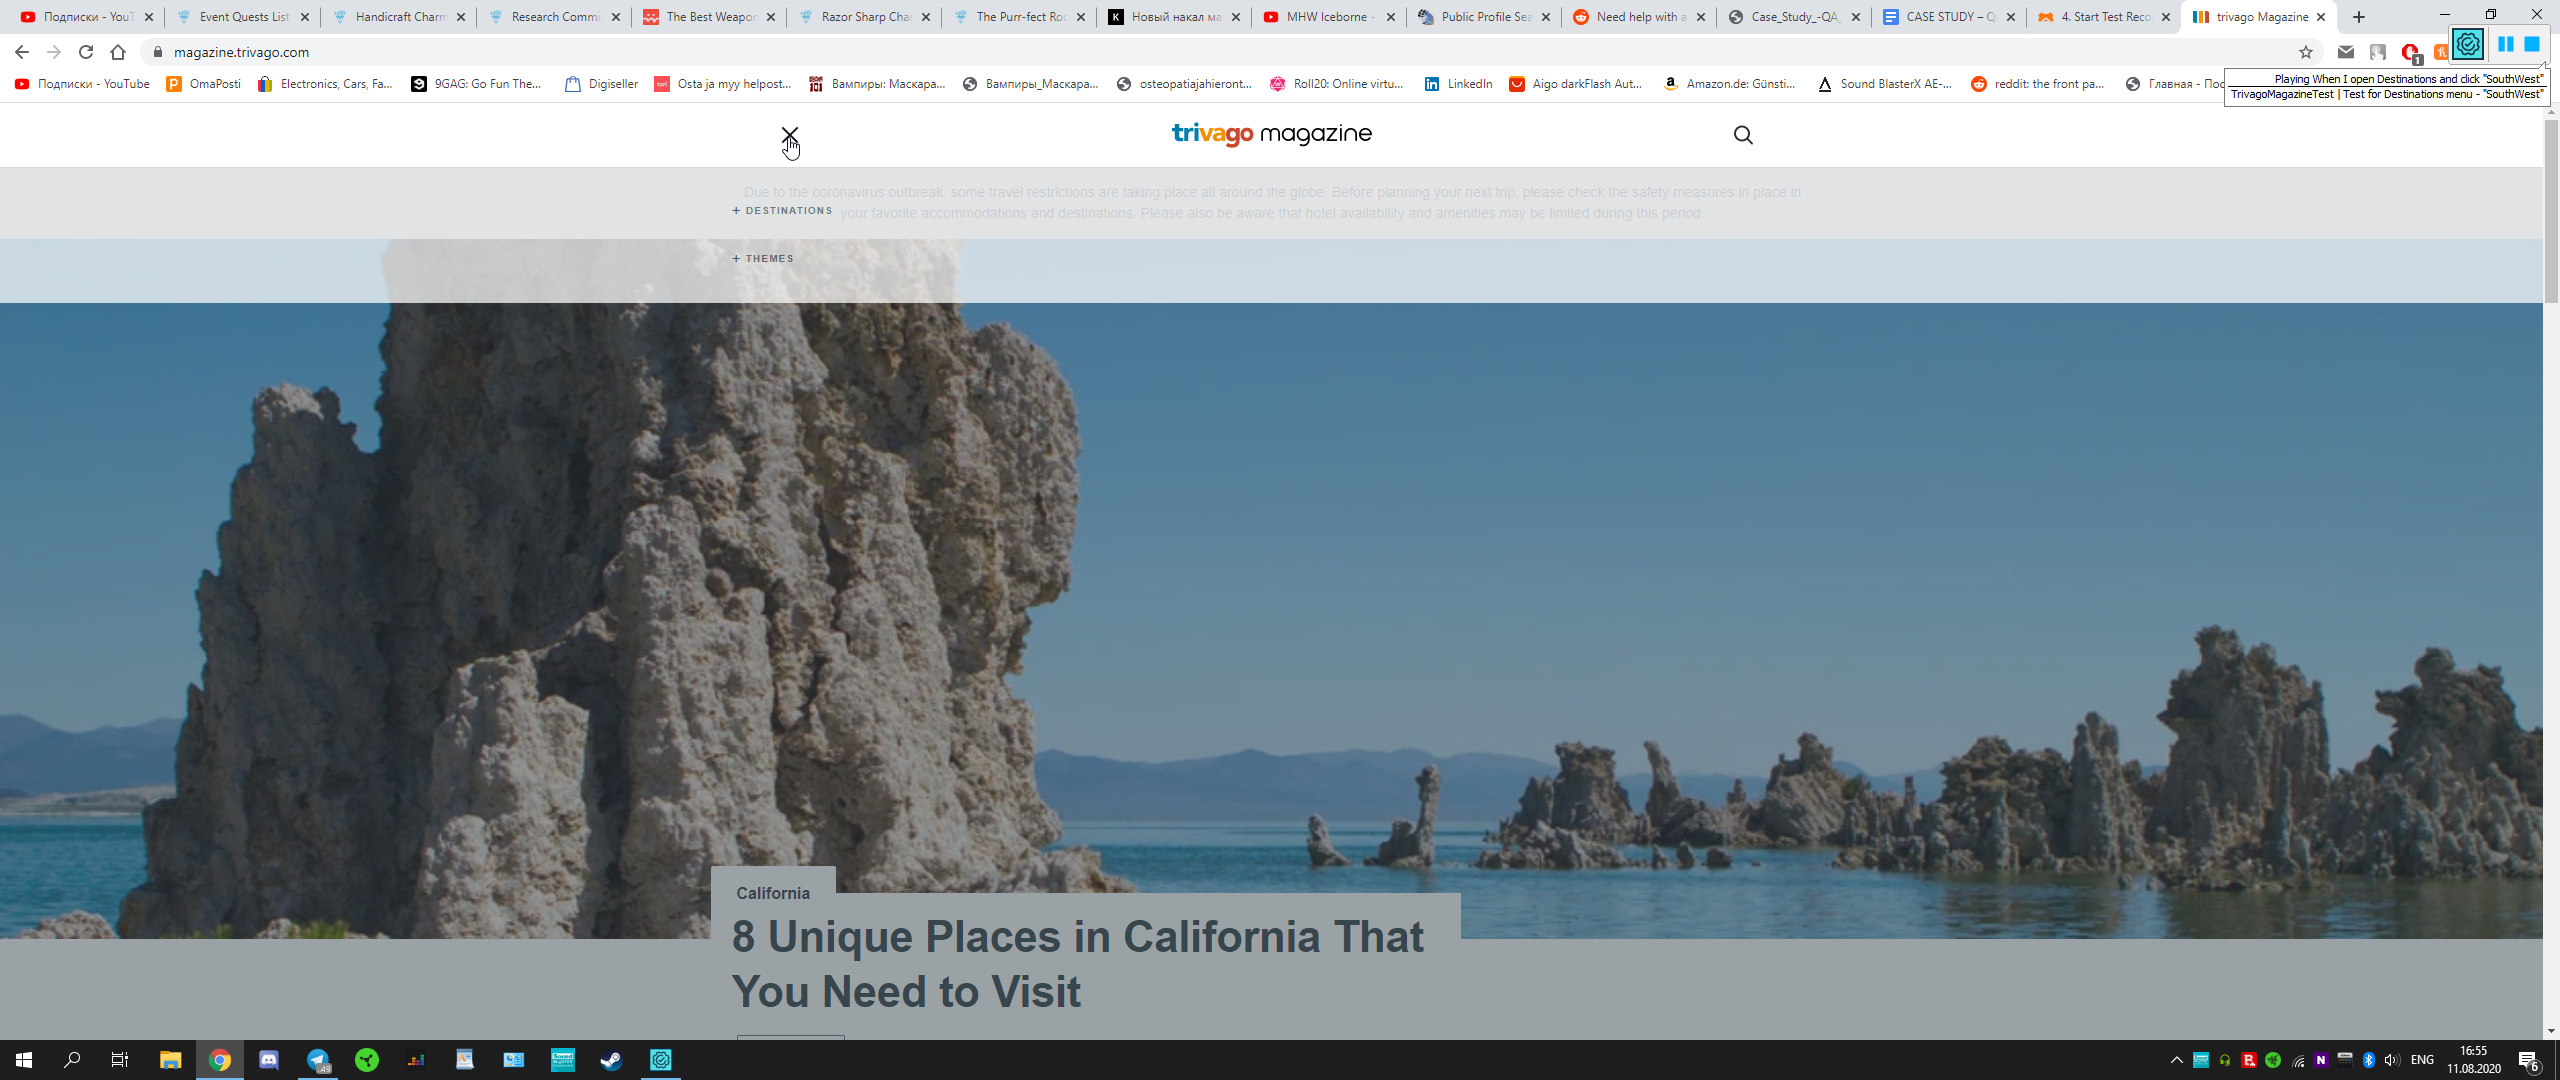 Подписки - YouT
Event Quests List
Handicraft Charm
Research Commis
The Best Weapon
Razor Sharp Char
The Purr-fect Roo
Новый накал ма
MHW Iceborne -
Public Profile Sea
Need help with a
Case_Study_-QA_
CASE STUDY – Q
4. Start Test Reco
trivago Magazine
magazine.trivago.com
1
Playing When I open Destinations and click "SouthWest"
TrivagoMagazineTest | Test for Destinations menu - "SouthWest"
Подписки - YouTube
OmaPosti
Electronics, Cars, Fa...
9GAG: Go Fun The...
Digiseller
Osta ja myy helpost...
Вампиры: Маскара...
Вампиры_Маскара...
osteopatiajahieront...
Roll20: Online virtu...
LinkedIn
Aigo darkFlash Aut...
Amazon.de: Günsti...
Sound BlasterX AE-...
reddit: the front pa...
Главная - Пос
trivago magazine
Due to the coronavirus outbreak, some travel restrictions are taking place all around the globe. Before planning your next trip, please check the safety measures in place in
your favorite accommodations and destinations. Please also be aware that hotel availability and amenities may be limited during this period.
+ DESTINATIONS
+ THEMES
California
8 Unique Places in California That
You Need to Visit
49
ENG
16:55
11.08.2020
6